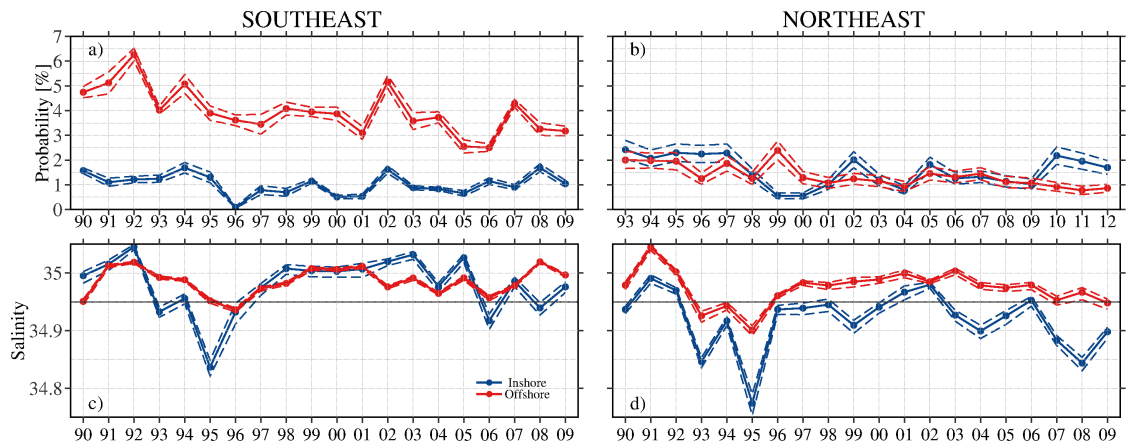 SOUTHEAST NORTHEAST
a) b)
Probability [%]
7
6
5
4
3
2
1
0
90 91 92 93 94 95 96 97 98 99 00 01 02 03 04 05 06 07 08 09
93 94 95 96 97 98 99 00 01 02 03 04 05 06 07 08 09 10 11 12
Salinity
35
34.9
34.8
Inshore
Offshore
c) d)
90 91 92 93 94 95 96 97 98 99 00 01 02 03 04 05 06 07 08 09
90 91 92 93 94 95 96 97 98 99 00 01 02 03 04 05 06 07 08 09